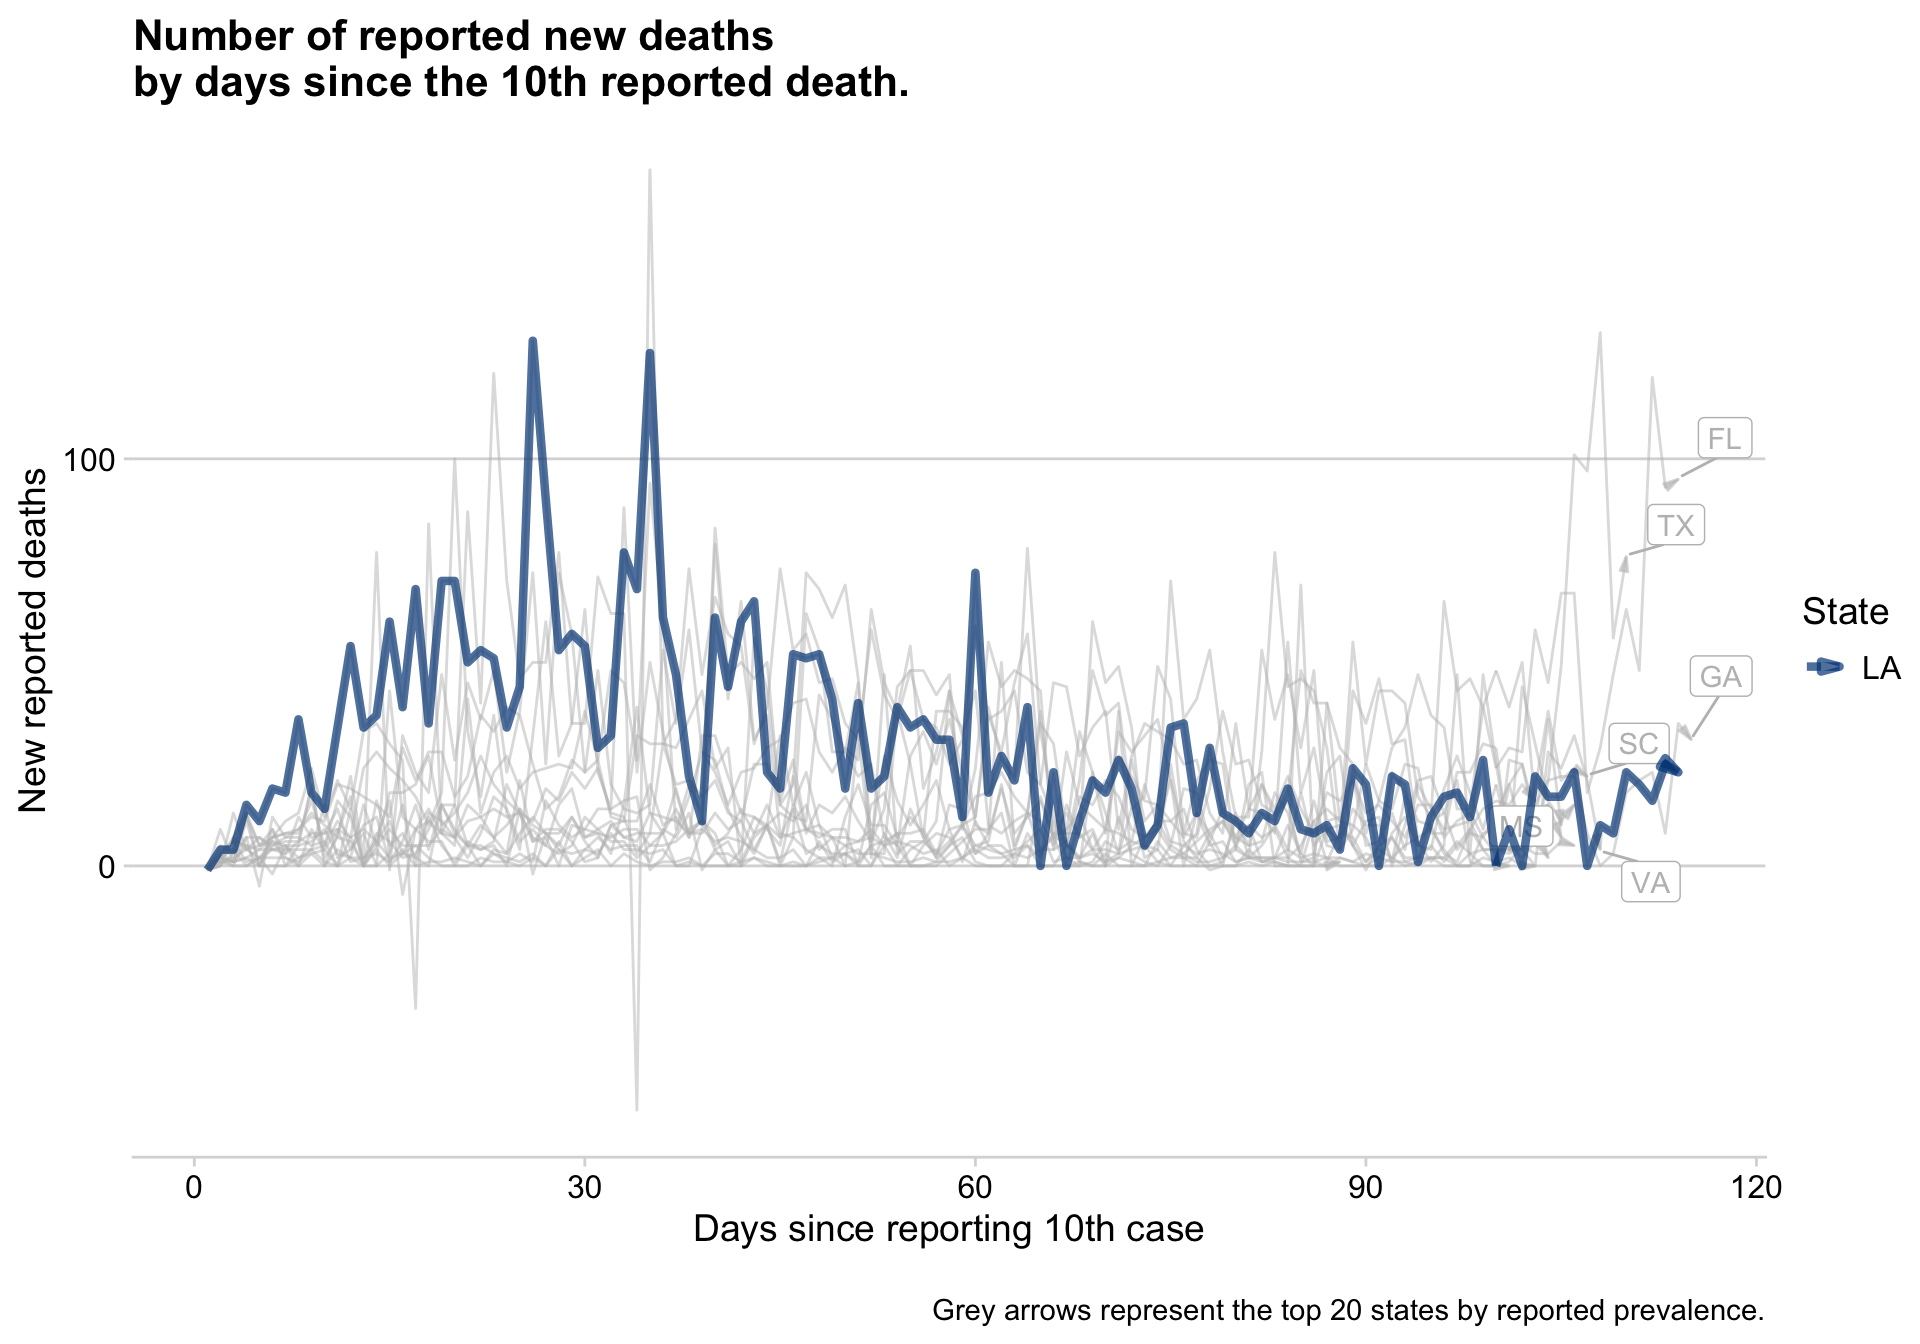 Number of reported new deaths
by days since the 10th reported death.
New reported deaths
100
0
FL
TX
GA
SC
MS
VA
State
LA
0 30 60 90 120
Days since reporting 10th case
Grey arrows represent the top 20 states by reported prevalence.